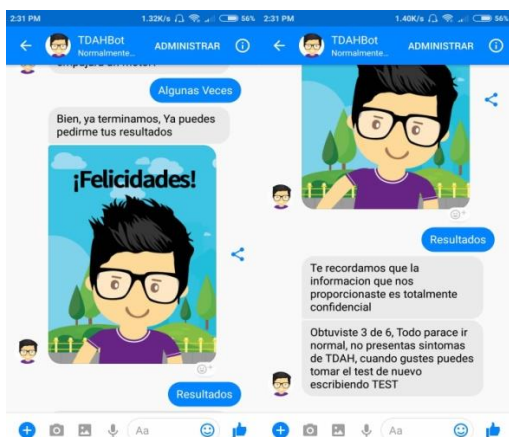 2:31 PM
1.32K/s
56%
TDAHBot
Normalmente...
ADMINISTRAR
Algunas Veces
Bien, ya terminamos, Ya puedes
pedirme tus resultados
¡Felicidades!
Resultados
Aa
2:31 PM
1.40K/s
56%
TDAHBot
Normalmente...
ADMINISTRAR
Resultados
Te recordamos que la
informacion que nos
proporcionaste es totalmente
confidencial
Obtuviste 3 de 6, Todo parace ir
normal, no presentas sintomas
de TDAH, cuando gustes puedes
tomar el test de nuevo
escribiendo TEST
Aa